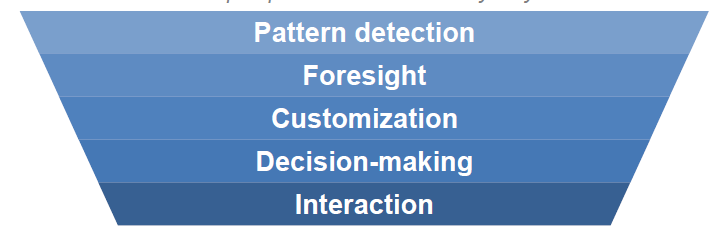 Pattern detection
Foresight
Customization
Decision-making
Interaction